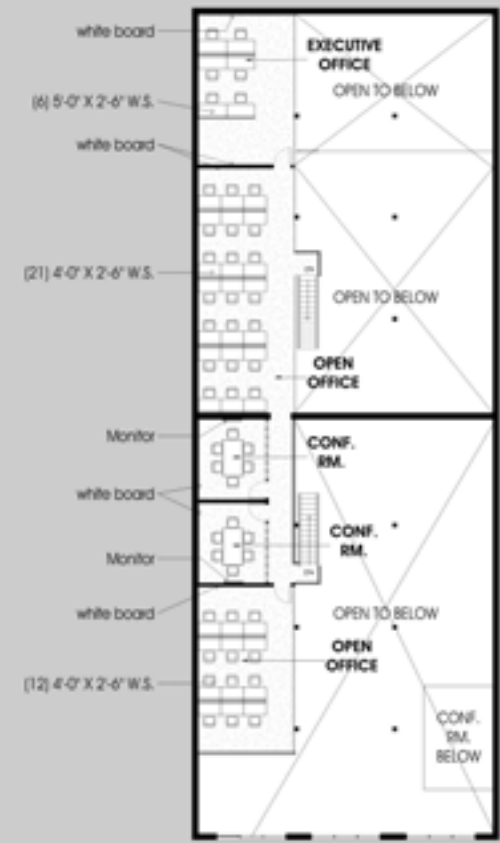 white board
EXECUTIVE
OFFICE
OPEN TO BELOW
(6) 5'-0" X 2'-6" W.S.
white board
(21) 4'-0" X 2'-6" W.S.
OPEN TO BELOW
OPEN
OFFICE
Monitor
CONF.
RM.
white board
CONF.
RM.
Monitor
white board
OPEN TO BELOW
OPEN
OFFICE
(12) 4'-0" X 2'-6" W.S.
CONF.
RM.
BELOW